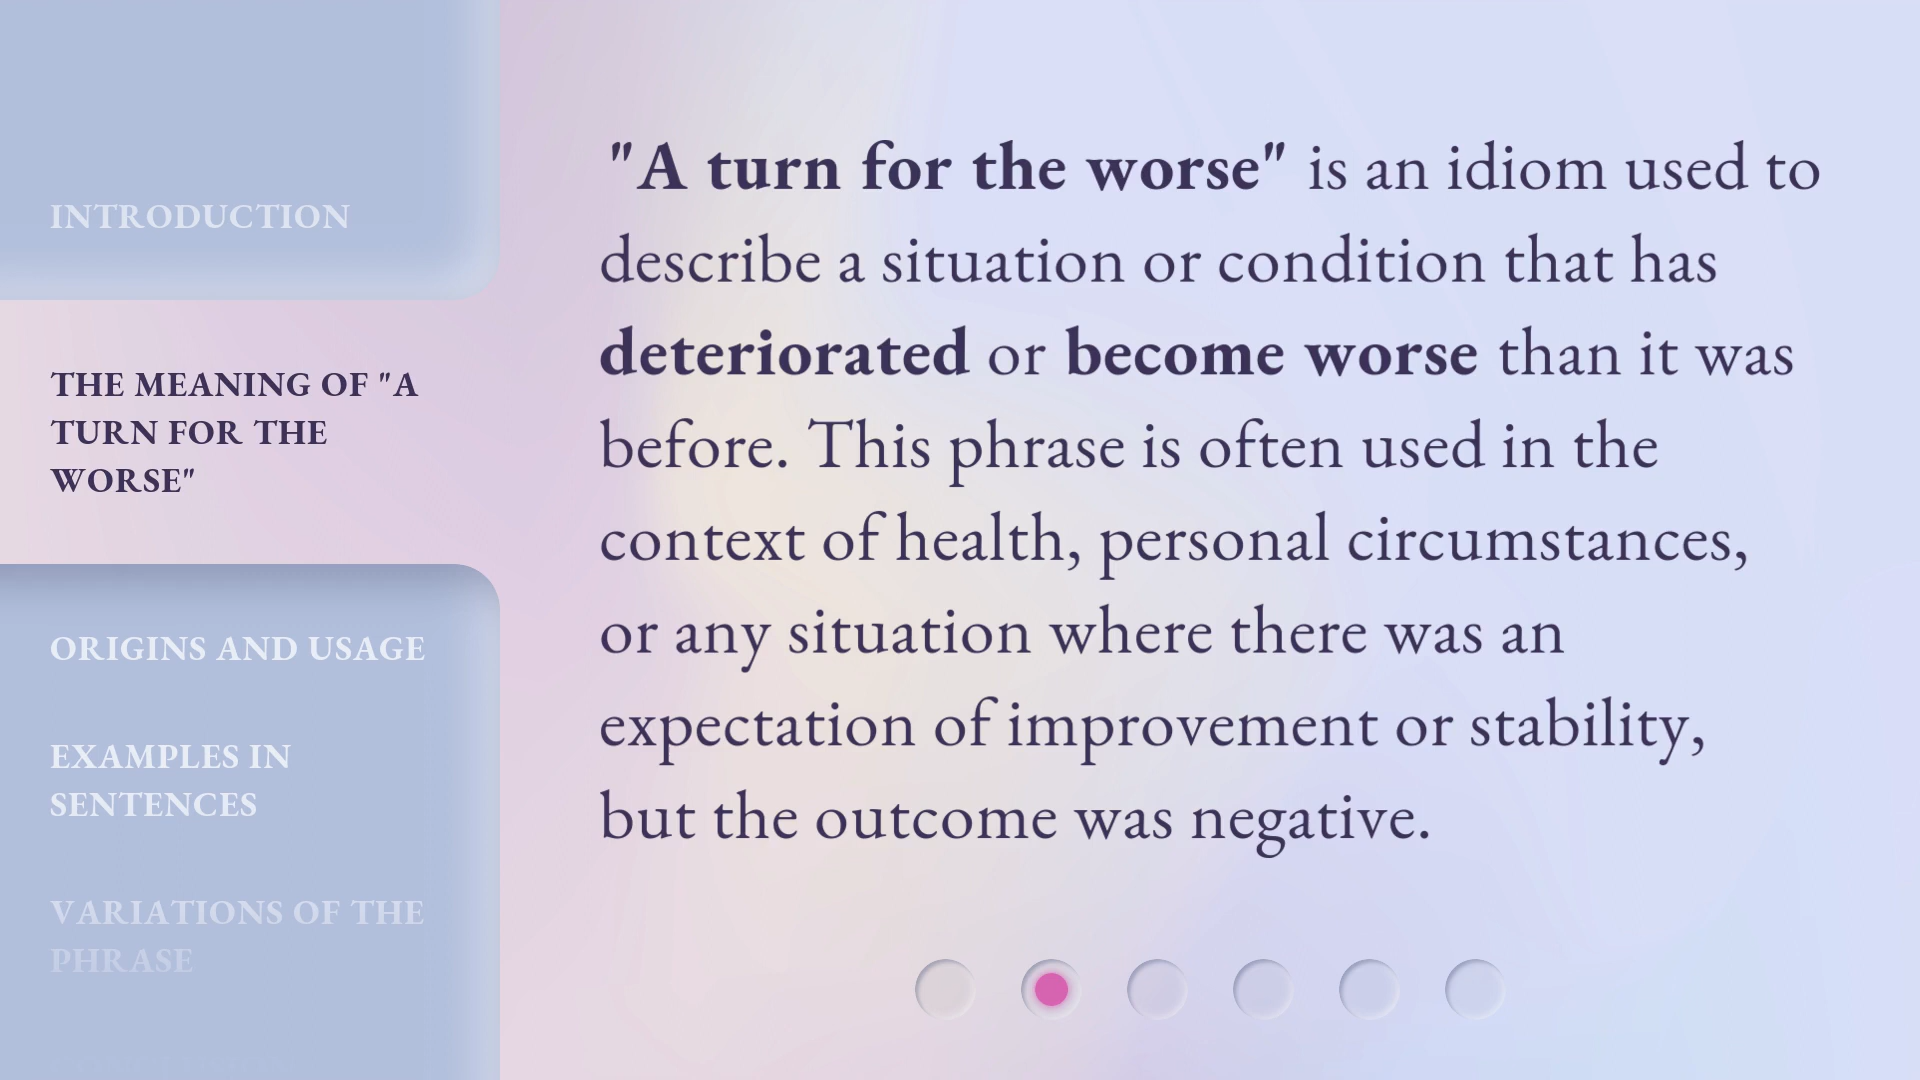 INTRODUCTION
THE MEANING OF "A
TURN FOR THE
WORSE"
ORIGINS AND USAGE
EXAMPLES IN
SENTENCES
VARIATIONS OF THE
PHRASE
"A turn for the worse" is an idiom used to
describe a situation or condition that has
deteriorated or become worse than it was
before. This phrase is often used in the
context of health, personal circumstances,
or any situation where there was an
expectation of improvement or stability,
but the outcome was negative.